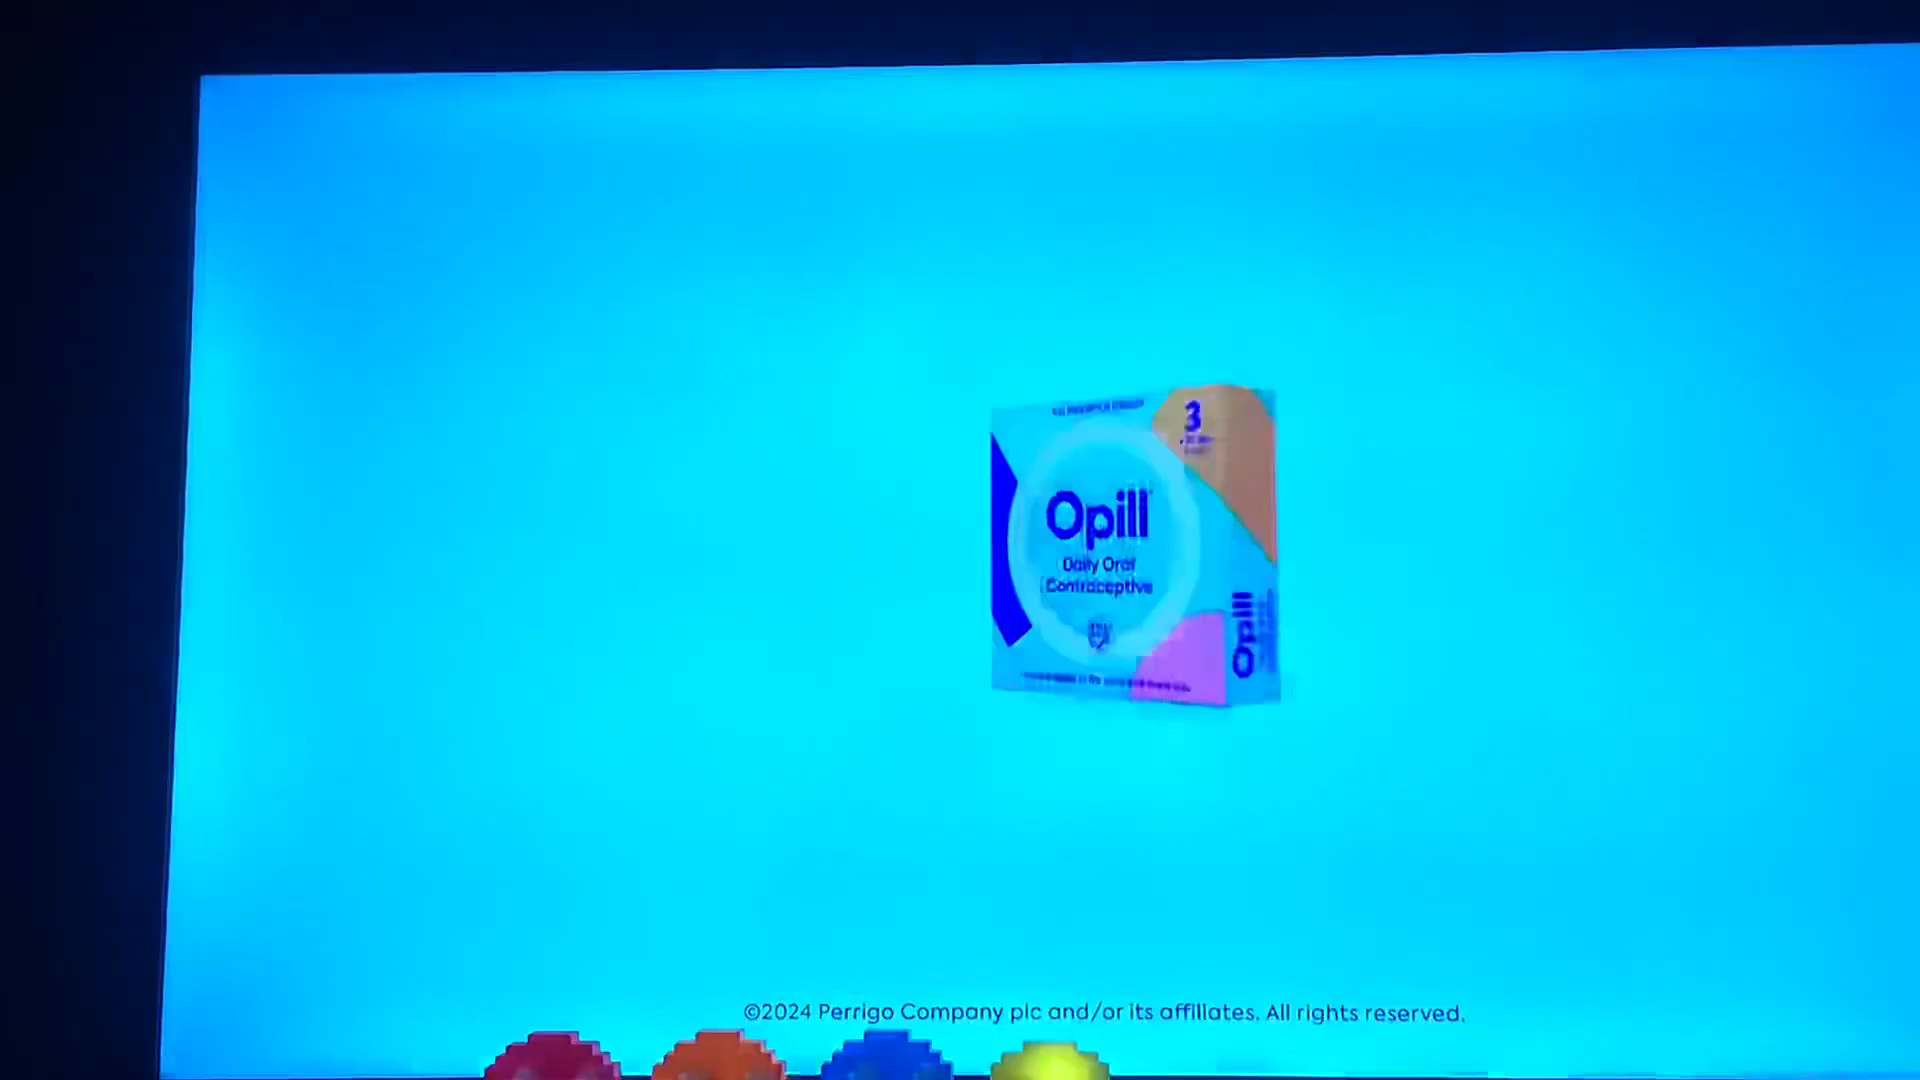 3
Opill
Daily Oral
Contraceptive
Opill
©2024 Perrigo Company plc and/or its affiliates. All rights reserved.